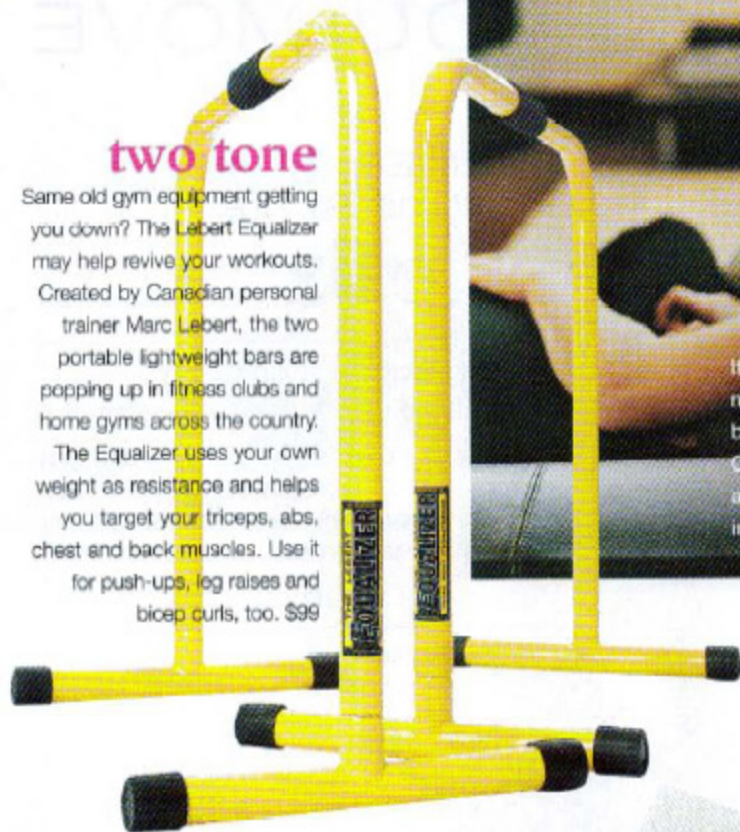 two tone
Same old gym equipment getting
you down? The Lebert Equalizer
may help revive your workouts.
Created by Canadian personal
trainer Marc Lebert, the two
portable lightweight bars are
popping up in fitness clubs and
home gyms across the country.
The Equalizer uses your own
weight as resistance and helps
you target your triceps, abs,
chest and back muscles. Use it
for push-ups, leg raises and
bicep curls, too. $99
THE LEBERT
EQUALIZER
EQUALIZER